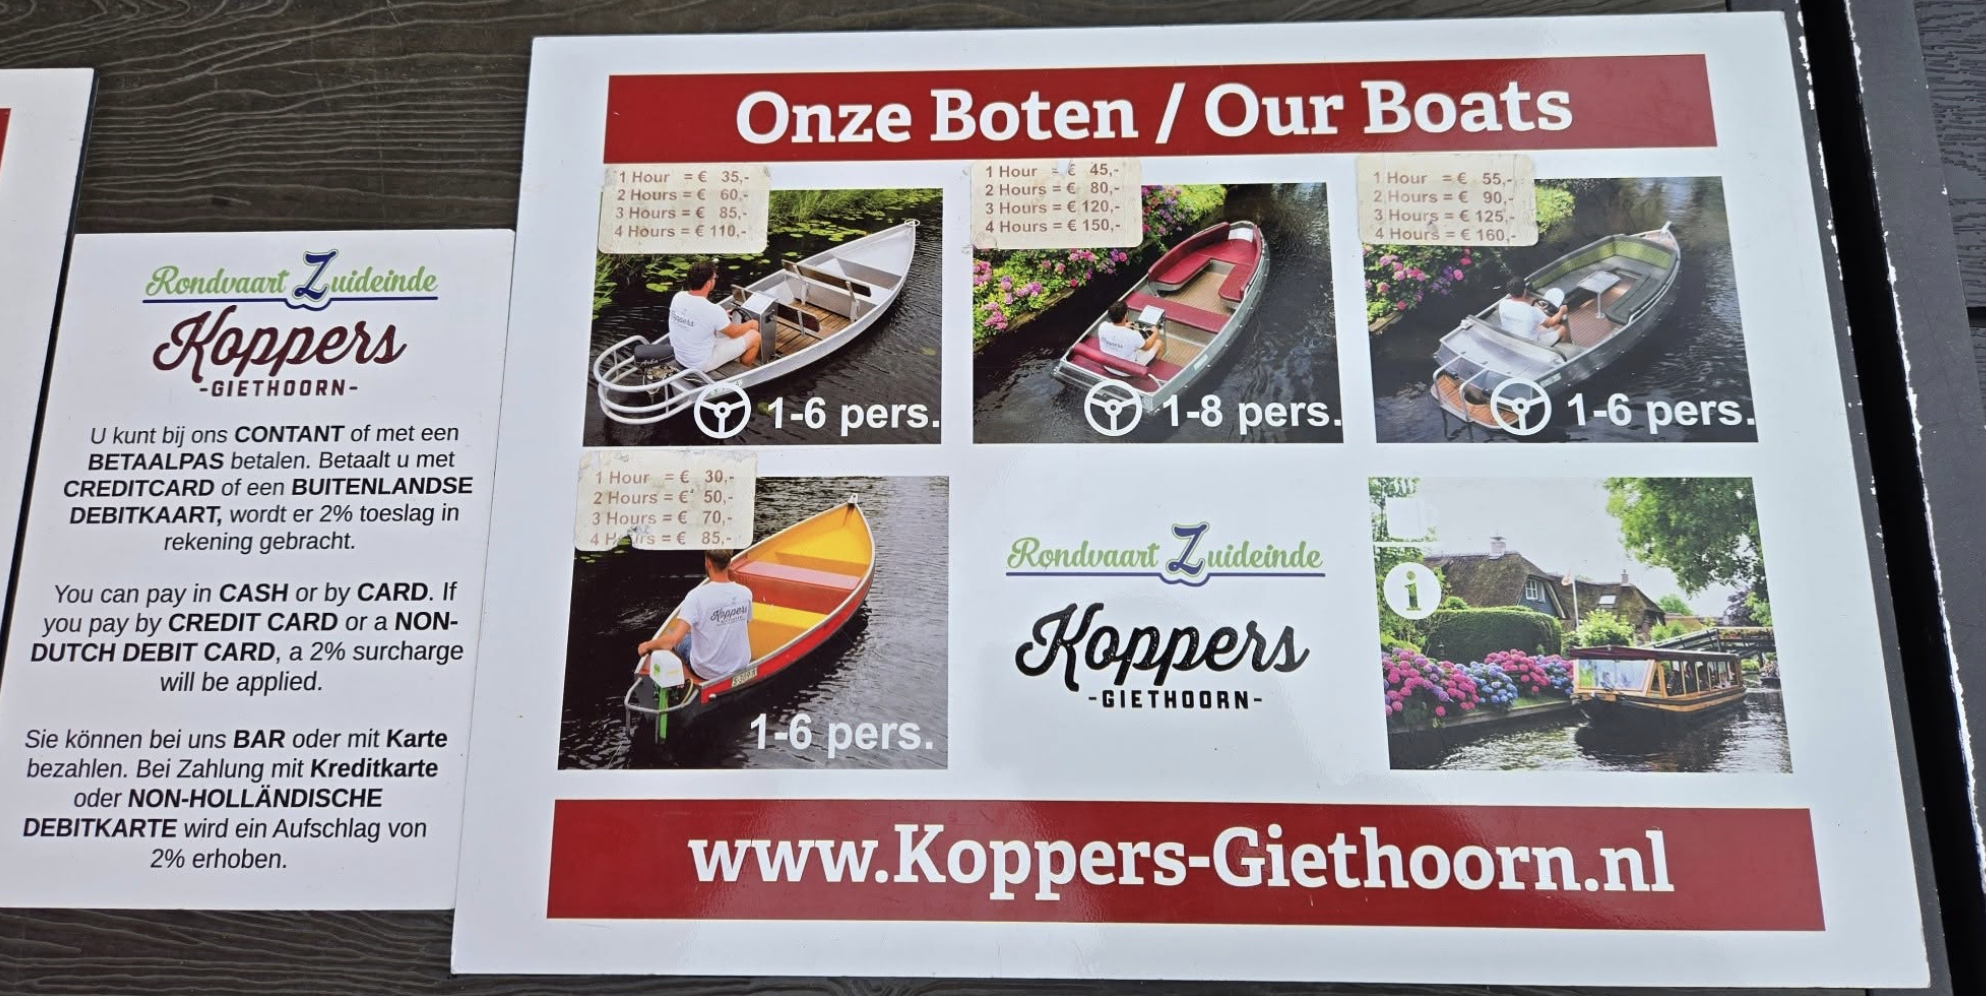 Rondvaart Zuideinde
Koppers
-GIETHOORN-
U kunt bij ons CONTANT of met een
BETAALPAS betalen. Betaalt u met
CREDITCARD of een BUITENLANDSE
DEBITKAART, wordt er 2% toeslag in
rekening gebracht.
You can pay in CASH or by CARD. If
you pay by CREDIT CARD or a NON-
DUTCH DEBIT CARD, a 2% surcharge
will be applied.
Sie können bei uns BAR oder mit Karte
bezahlen. Bei Zahlung mit Kreditkarte
oder NON-HOLLÄNDISCHE
DEBITKARTE wird ein Aufschlag von
2% erhoben.
Onze Boten / Our Boats
1 Hour = € 35,-
2 Hours = € 60,-
3 Hours = € 85,-
4 Hours = € 110,-
Koppers
1-6 pers.
1 Hour = € 45,-
2 Hours = € 80,-
3 Hours = € 120,-
4 Hours = € 150,-
Koppers
1-8 pers.
1 Hour = € 55,-
2 Hours = € 90,-
3 Hours = € 125,-
4 Hours = € 160,-
1-6 pers.
1 Hour = € 30,-
2 Hours = € 50,-
3 Hours = € 70,-
4 Hours = € 85,-
Koppers
1-6 pers.
Rondvaart Zuideinde
Koppers
-GIETHOORN-
i
www.Koppers-Giethoorn.nl